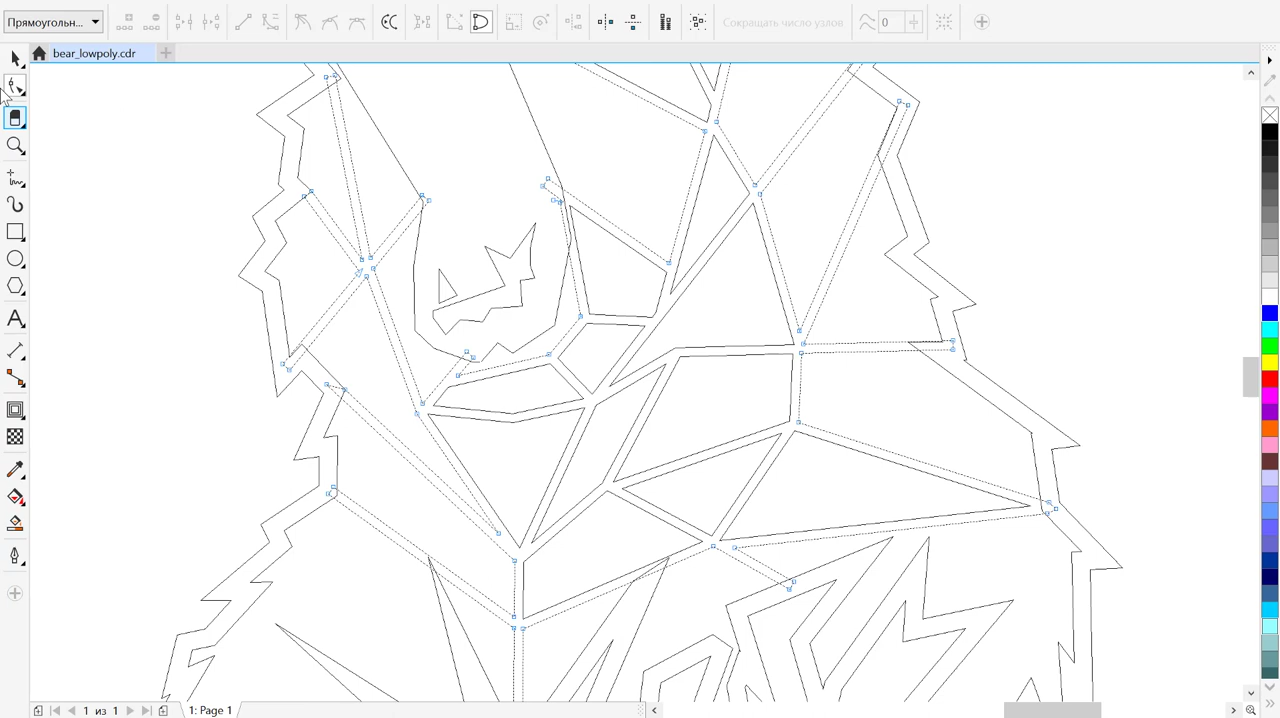 Прямоугольн...
Сокращать число узлов
0
bear_lowpoly.cdr
1 из 1
1: Page 1